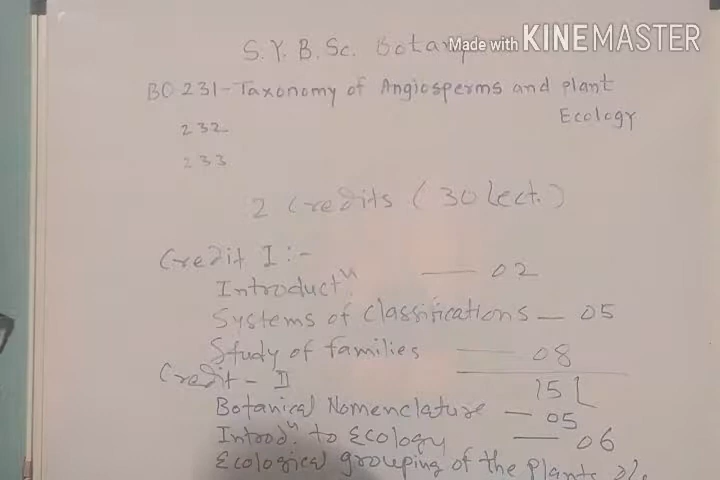 S.Y. B.Sc. Botany
Made with KINEMASTER
BO 231 - Taxonomy of Angiosperms and plant
Ecology
232
233
2 Credits (30 Lect.)
Credit I :-
Introductⁿ — 02
Systems of classifications — 05
Study of families — 08
15 L
Credit - II
Botanical Nomenclature — 05
Introdⁿ. to Ecology — 06
Ecological grouping of the plants